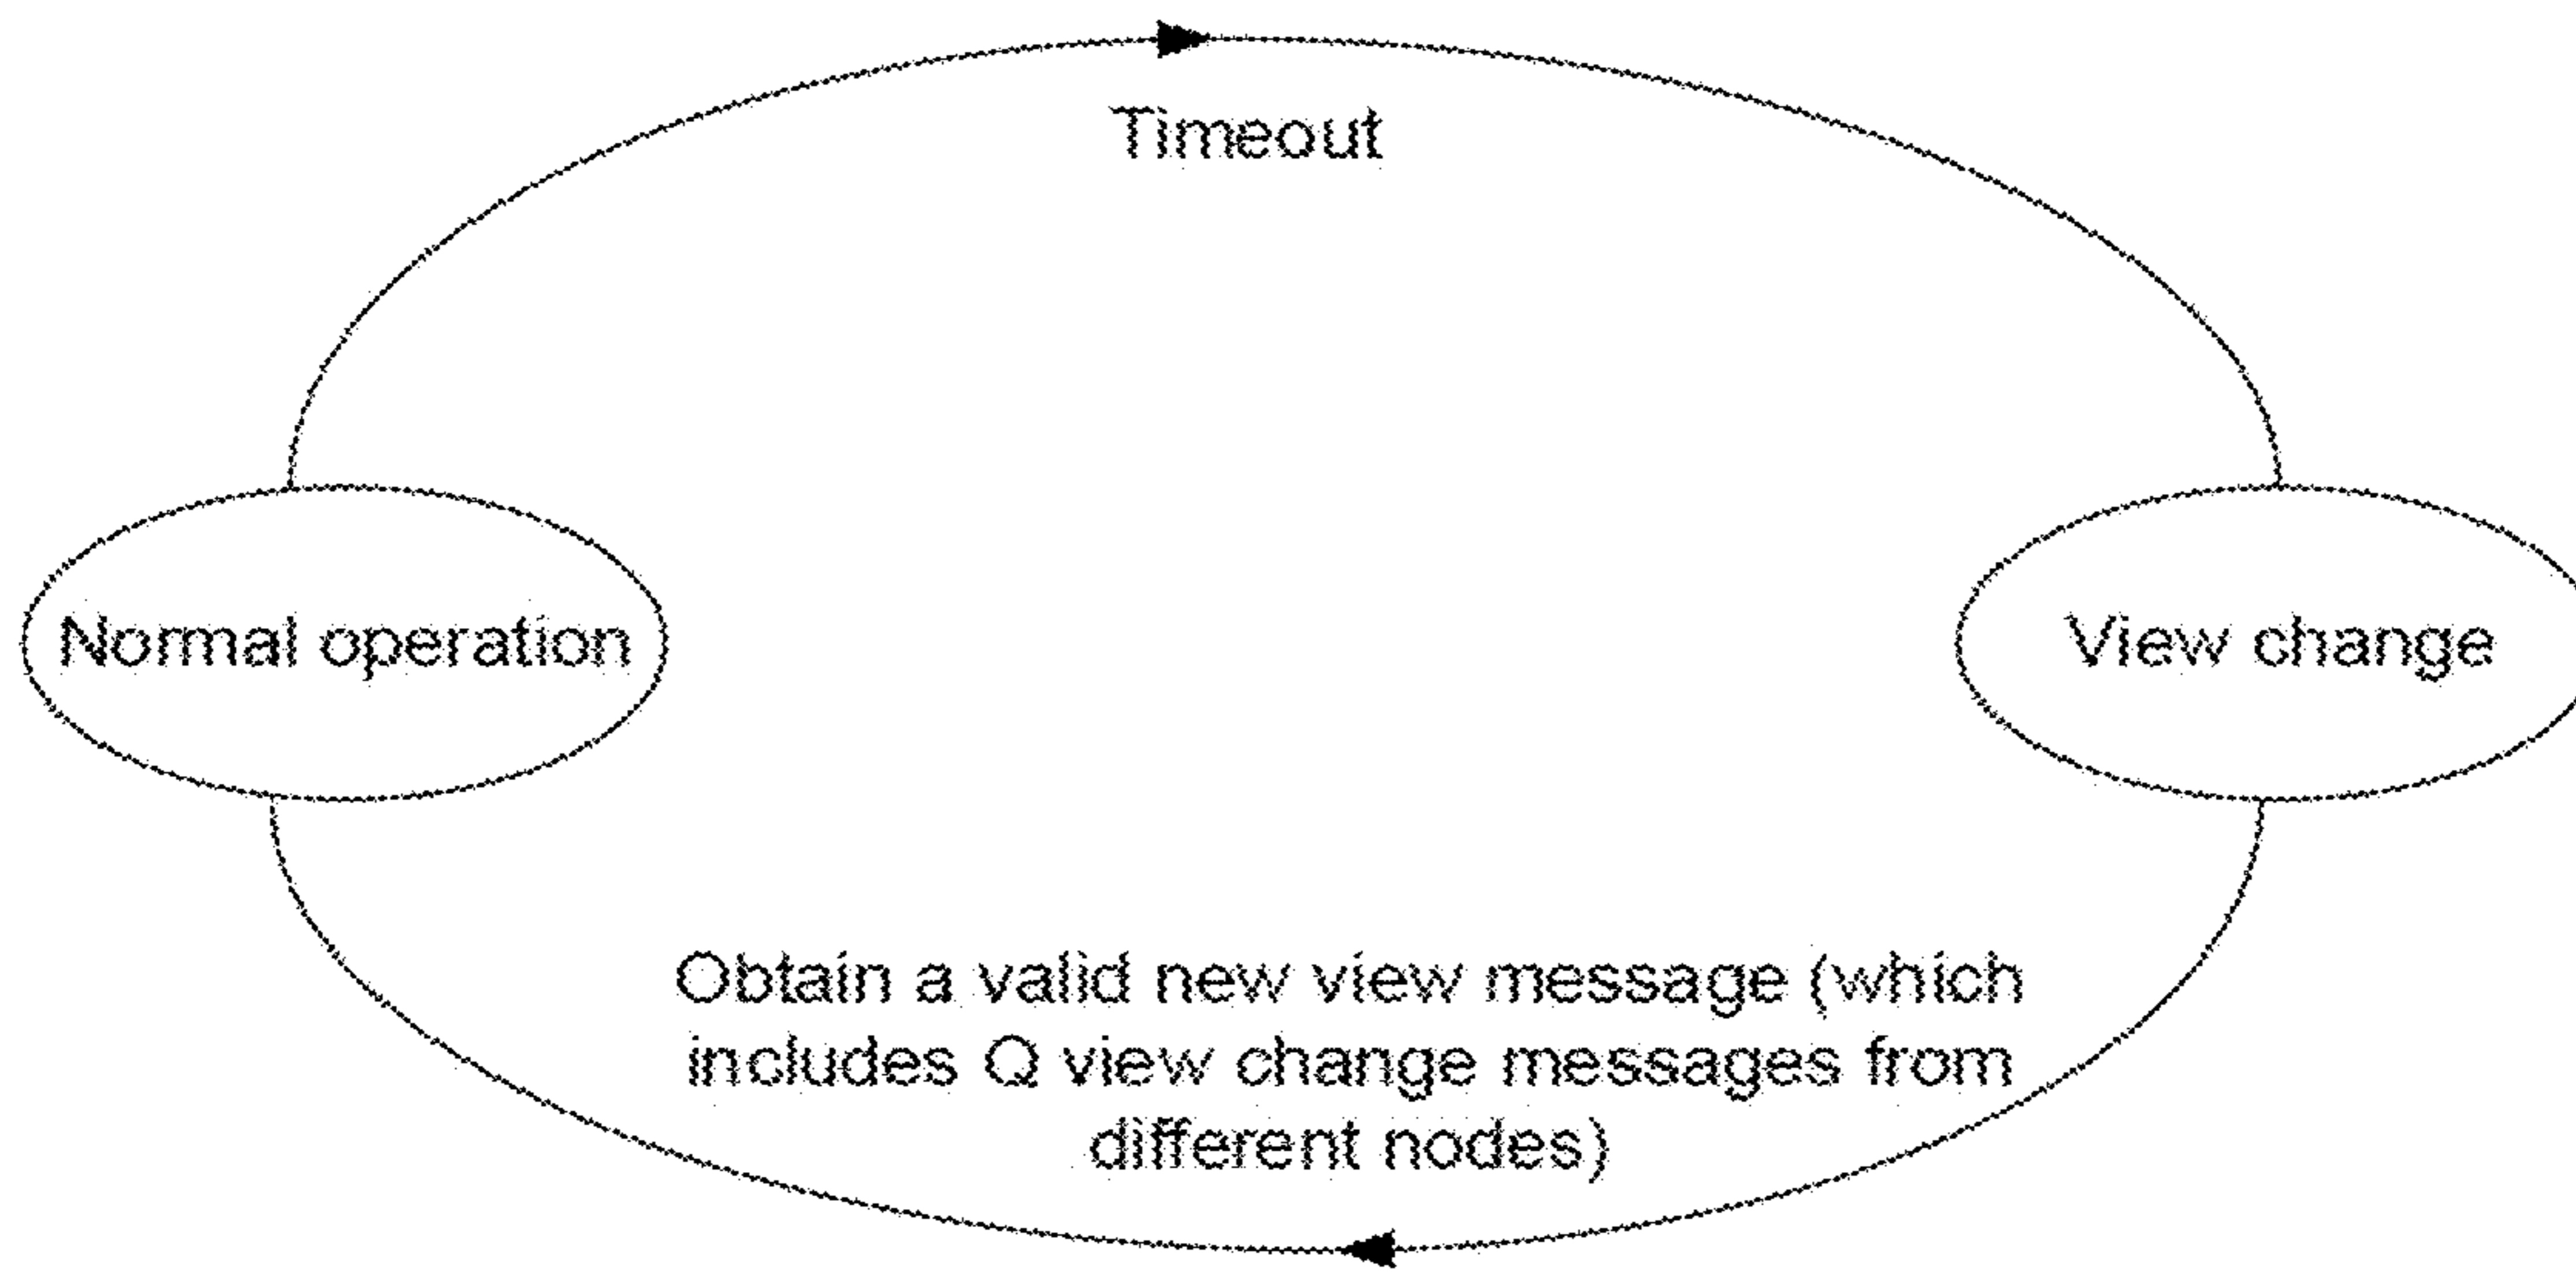 Timeout
Normal operation
View change
Obtain a valid new view message (which
includes Q view change messages from
different nodes)